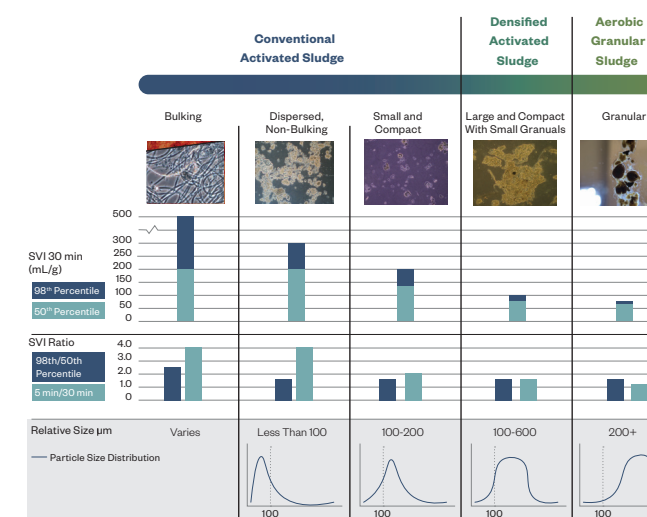 Conventional
Activated Sludge
Densified
Activated
Sludge
Aerobic
Granular
Sludge
Bulking
Dispersed,
Non-Bulking
Small and
Compact
Large and Compact
With Small Granuals
Granular
SVI 30 min
(mL/g)
98th Percentile
50th Percentile
500
300
250
200
150
100
50
0
SVI Ratio
98th/50th
Percentile
5 min/30 min
4.0
3.0
2.0
1.0
0
Relative Size µm
Varies
Less Than 100
100-200
100-600
200+
Particle Size Distribution
100
100
100
100